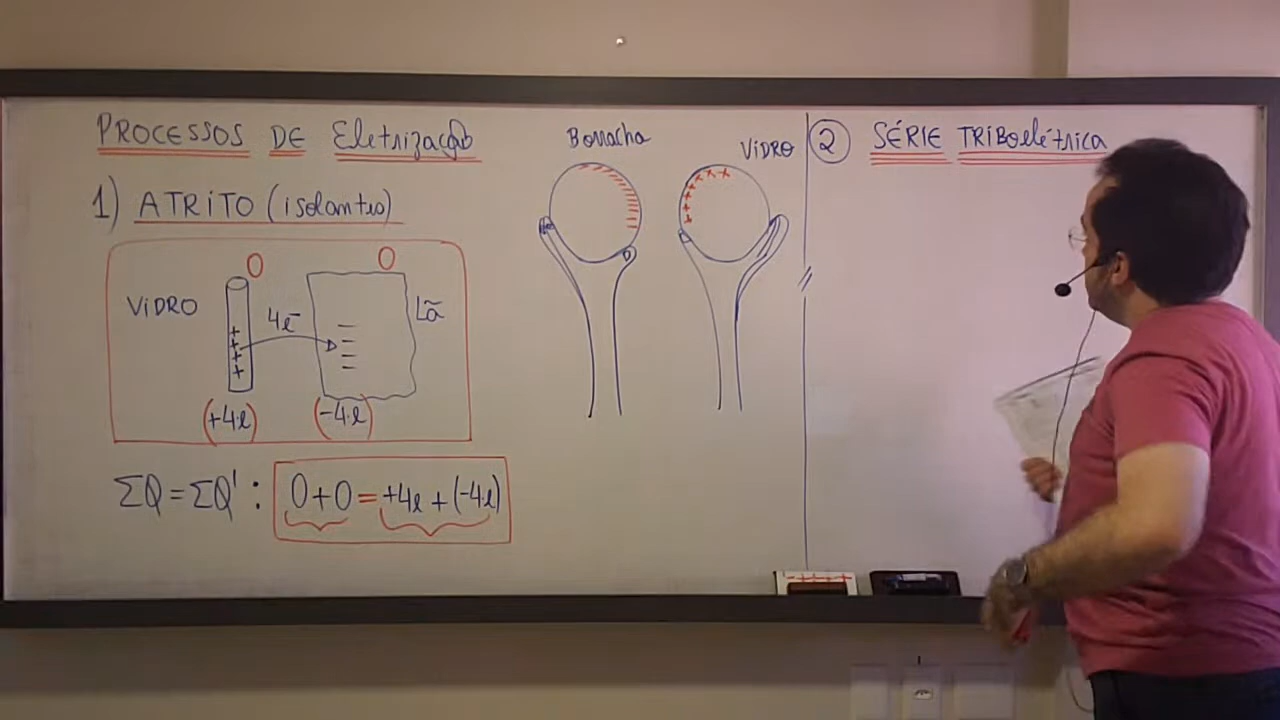 PROCESSOS DE Eletrização
1) ATRITO (isolantes)
0 0
VIDRO
4e⁻
Lã
+
+
+
+
−
−
−
−
(+4e) (-4e)
ΣQ = ΣQ' : 0+0 = +4e + (-4e)
Borracha
VIDRO
2 SÉRIE TRIBOelétrica